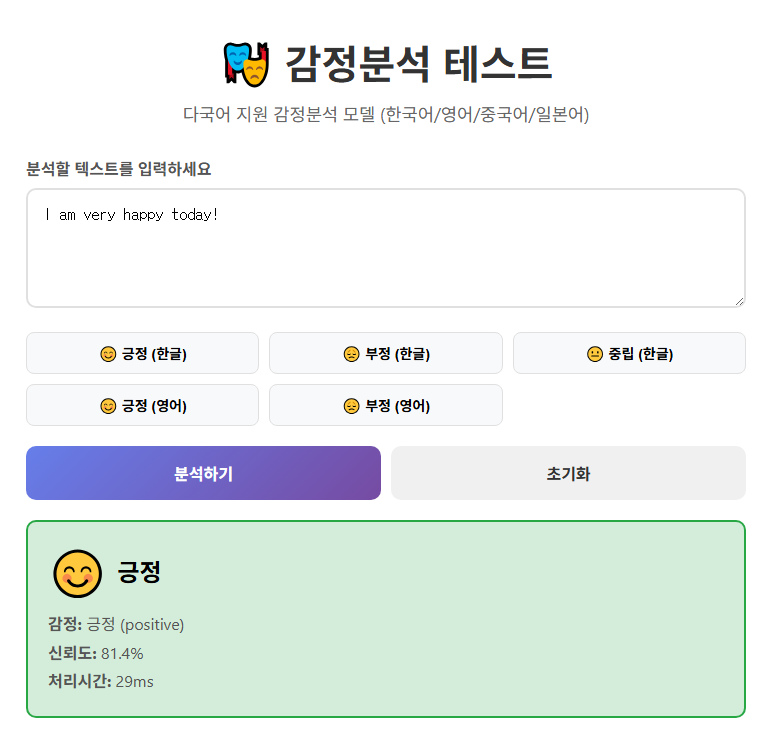 감정분석 테스트
다국어 지원 감정분석 모델 (한국어/영어/중국어/일본어)
분석할 텍스트를 입력하세요
I am very happy today!
긍정 (한글)
부정 (한글)
중립 (한글)
긍정 (영어)
부정 (영어)
분석하기
초기화
긍정
감정: 긍정 (positive)
신뢰도: 81.4%
처리시간: 29ms